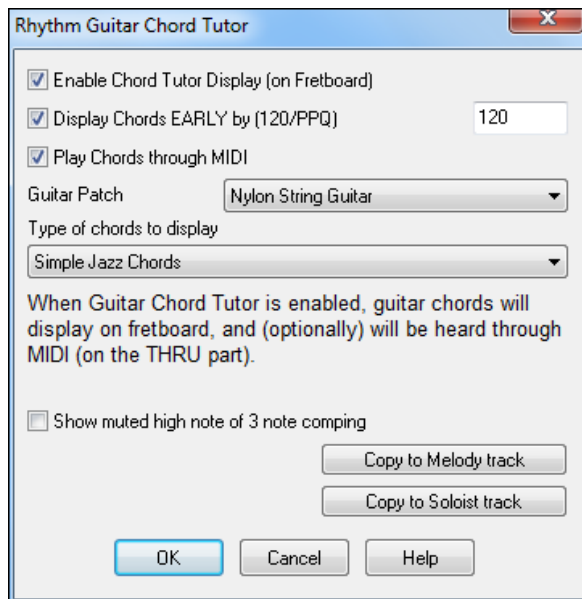 Rhythm Guitar Chord Tutor
Enable Chord Tutor Display (on Fretboard)
Display Chords EARLY by (120/PPQ) 120
Play Chords through MIDI
Guitar Patch Nylon String Guitar
Type of chords to display
Simple Jazz Chords
When Guitar Chord Tutor is enabled, guitar chords will
display on fretboard, and (optionally) will be heard through
MIDI (on the THRU part).
Show muted high note of 3 note comping
Copy to Melody track
Copy to Soloist track
OK Cancel Help